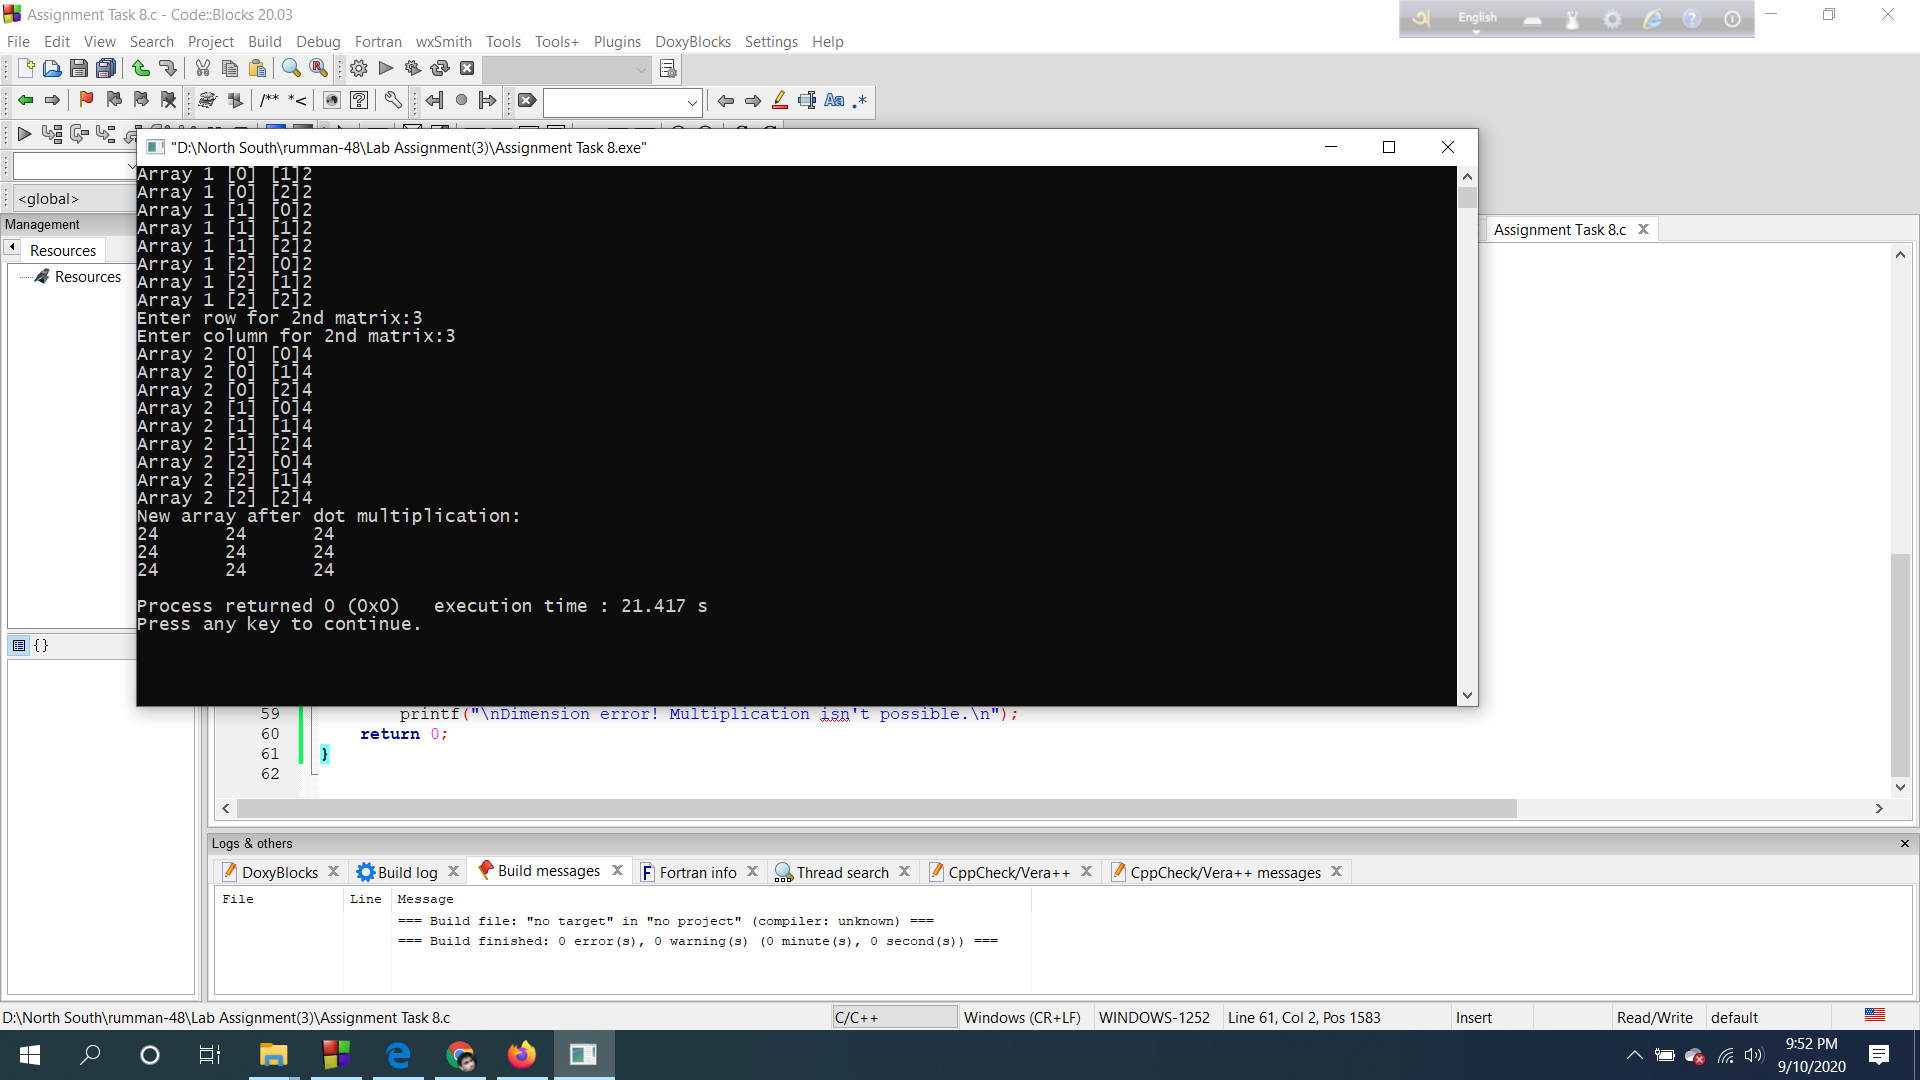 Assignment Task 8.c - Code::Blocks 20.03
English
File Edit View Search Project Build Debug Fortran wxSmith Tools Tools+ Plugins DoxyBlocks Settings Help
/** *<
Aa .*
"D:\North South\rumman-48\Lab Assignment(3)\Assignment Task 8.exe"
<global>
Management
Resources
Resources
{}
Assignment Task 8.c
Array 1 [0] [1]2
Array 1 [0] [2]2
Array 1 [1] [0]2
Array 1 [1] [1]2
Array 1 [1] [2]2
Array 1 [2] [0]2
Array 1 [2] [1]2
Array 1 [2] [2]2
Enter row for 2nd matrix:3
Enter column for 2nd matrix:3
Array 2 [0] [0]4
Array 2 [0] [1]4
Array 2 [0] [2]4
Array 2 [1] [0]4
Array 2 [1] [1]4
Array 2 [1] [2]4
Array 2 [2] [0]4
Array 2 [2] [1]4
Array 2 [2] [2]4
New array after dot multiplication:
24 24 24
24 24 24
24 24 24
Process returned 0 (0x0) execution time : 21.417 s
Press any key to continue.
59 printf("\nDimension error! Multiplication isn't possible.\n");
60 return 0;
61 }
62
Logs & others
DoxyBlocks Build log Build messages Fortran info Thread search CppCheck/Vera++ CppCheck/Vera++ messages
File Line Message
=== Build file: "no target" in "no project" (compiler: unknown) ===
=== Build finished: 0 error(s), 0 warning(s) (0 minute(s), 0 second(s)) ===
D:\North South\rumman-48\Lab Assignment(3)\Assignment Task 8.c C/C++ Windows (CR+LF) WINDOWS-1252 Line 61, Col 2, Pos 1583 Insert Read/Write default
9:52 PM
9/10/2020